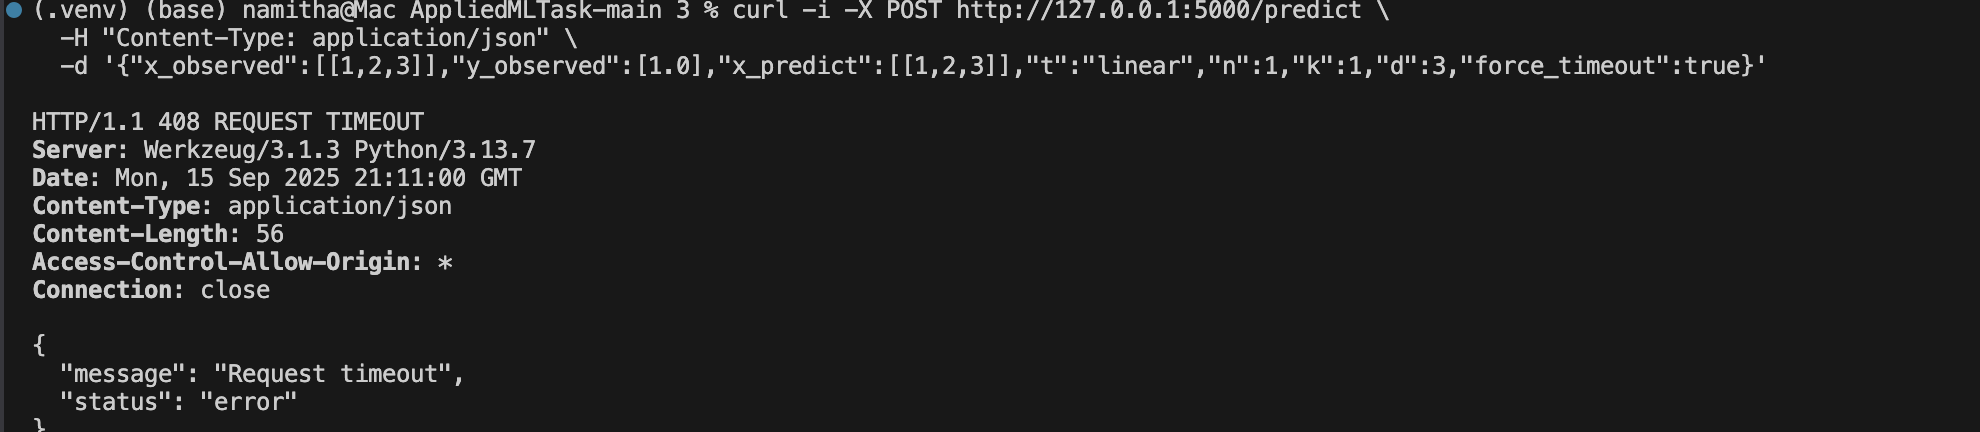 (.venv) (base) namitha@Mac AppliedMLTask-main 3 % curl -i -X POST http://127.0.0.1:5000/predict \
  -H "Content-Type: application/json" \
  -d '{"x_observed":[[1,2,3]],"y_observed":[1.0],"x_predict":[[1,2,3]],"t":"linear","n":1,"k":1,"d":3,"force_timeout":true}'
HTTP/1.1 408 REQUEST TIMEOUT
Server: Werkzeug/3.1.3 Python/3.13.7
Date: Mon, 15 Sep 2025 21:11:00 GMT
Content-Type: application/json
Content-Length: 56
Access-Control-Allow-Origin: *
Connection: close
{
  "message": "Request timeout",
  "status": "error"
}